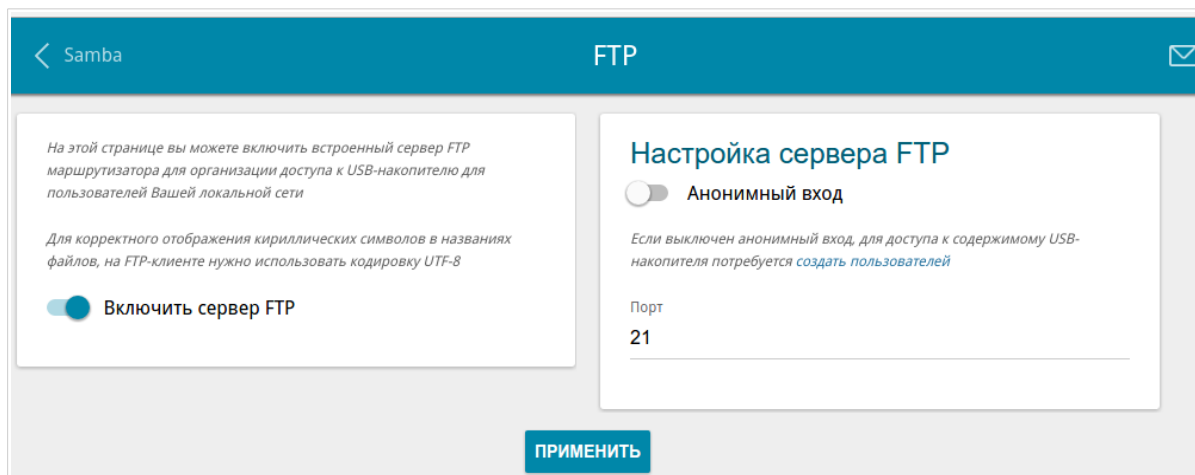 Samba
FTP
На этой странице вы можете включить встроенный сервер FTP
маршрутизатора для организации доступа к USB-накопителю для
пользователей Вашей локальной сети
Для корректного отображения кириллических символов в названиях
файлов, на FTP-клиенте нужно использовать кодировку UTF-8
Включить сервер FTP
Настройка сервера FTP
Анонимный вход
Если выключен анонимный вход, для доступа к содержимому USB-
накопителя потребуется создать пользователей
Порт
21
ПРИМЕНИТЬ